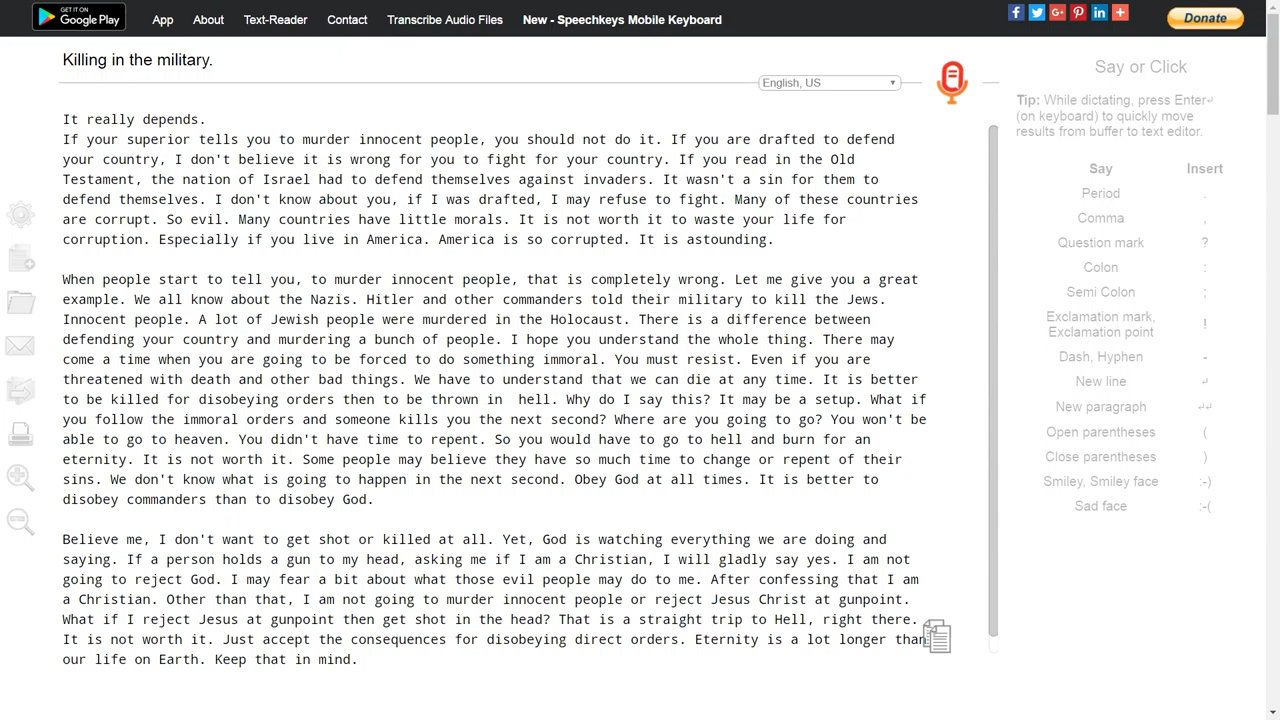 GET IT ON
Google Play
App
About
Text-Reader
Contact
Transcribe Audio Files
New - Speechkeys Mobile Keyboard
Donate
Killing in the military.
English, US
It really depends.
If your superior tells you to murder innocent people, you should not do it. If you are drafted to defend
your country, I don't believe it is wrong for you to fight for your country. If you read in the Old
Testament, the nation of Israel had to defend themselves against invaders. It wasn't a sin for them to
defend themselves. I don't know about you, if I was drafted, I may refuse to fight. Many of these countries
are corrupt. So evil. Many countries have little morals. It is not worth it to waste your life for
corruption. Especially if you live in America. America is so corrupted. It is astounding.
When people start to tell you, to murder innocent people, that is completely wrong. Let me give you a great
example. We all know about the Nazis. Hitler and other commanders told their military to kill the Jews.
Innocent people. A lot of Jewish people were murdered in the Holocaust. There is a difference between
defending your country and murdering a bunch of people. I hope you understand the whole thing. There may
come a time when you are going to be forced to do something immoral. You must resist. Even if you are
threatened with death and other bad things. We have to understand that we can die at any time. It is better
to be killed for disobeying orders then to be thrown in  hell. Why do I say this? It may be a setup. What if
you follow the immoral orders and someone kills you the next second? Where are you going to go? You won't be
able to go to heaven. You didn't have time to repent. So you would have to go to hell and burn for an
eternity. It is not worth it. Some people may believe they have so much time to change or repent of their
sins. We don't know what is going to happen in the next second. Obey God at all times. It is better to
disobey commanders than to disobey God.
Believe me, I don't want to get shot or killed at all. Yet, God is watching everything we are doing and
saying. If a person holds a gun to my head, asking me if I am a Christian, I will gladly say yes. I am not
going to reject God. I may fear a bit about what those evil people may do to me. After confessing that I am
a Christian. Other than that, I am not going to murder innocent people or reject Jesus Christ at gunpoint.
What if I reject Jesus at gunpoint then get shot in the head? That is a straight trip to Hell, right there.
It is not worth it. Just accept the consequences for disobeying direct orders. Eternity is a lot longer than
our life on Earth. Keep that in mind.
Say or Click
Tip: While dictating, press Enter↵
(on keyboard) to quickly move
results from buffer to text editor.
Say Insert
Period .
Comma ,
Question mark ?
Colon :
Semi Colon ;
Exclamation mark,
Exclamation point !
Dash, Hyphen -
New line ↵
New paragraph ↵↵
Open parentheses (
Close parentheses )
Smiley, Smiley face :-)
Sad face :-(